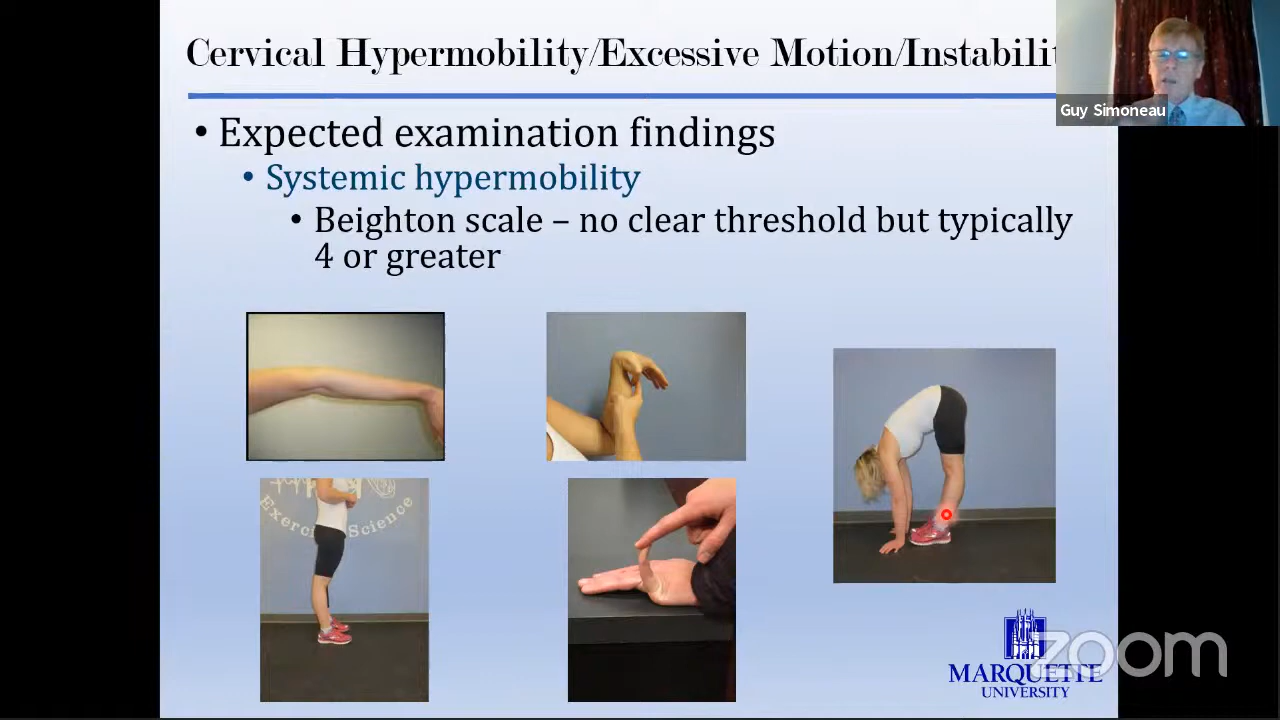 Cervical Hypermobility/Excessive Motion/Instabilit
Guy Simoneau
• Expected examination findings
• Systemic hypermobility
• Beighton scale – no clear threshold but typically
4 or greater
Exercise Science
zoom
MARQUETTE
UNIVERSITY